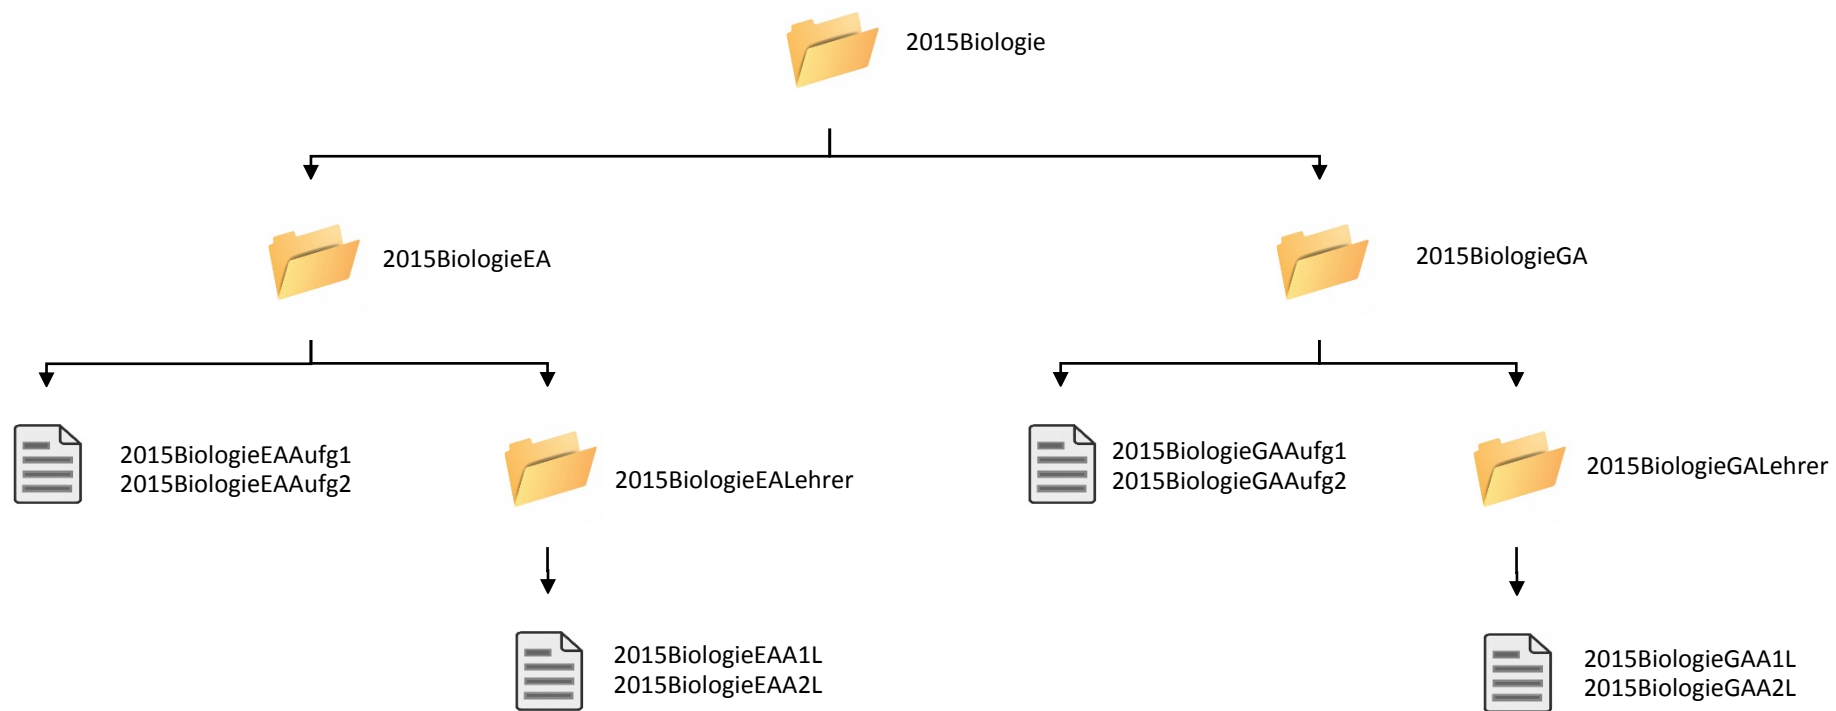 2015Biologie
2015BiologieEA
2015BiologieGA
2015BiologieEAAufg1
2015BiologieEAAufg2
2015BiologieEALehrer
2015BiologieGAAufg1
2015BiologieGAAufg2
2015BiologieGALehrer
2015BiologieEAA1L
2015BiologieEAA2L
2015BiologieGAA1L
2015BiologieGAA2L